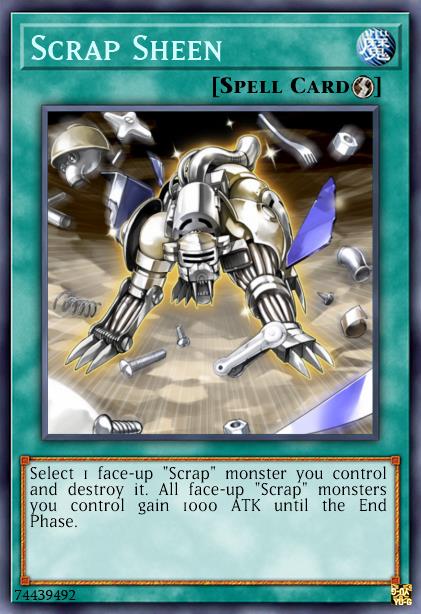 Scrap Sheen
魔
[Spell Card]
Select 1 face-up "Scrap" monster you control
and destroy it. All face-up "Scrap" monsters
you control gain 1000 ATK until the End
Phase.
74439492